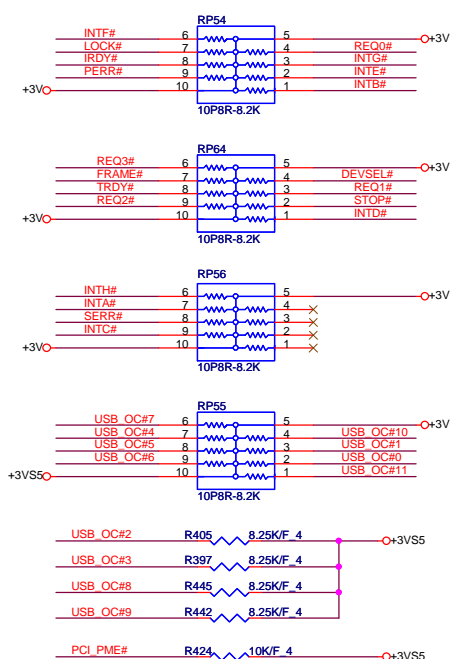 RP54
INTF# 6 5 +3V
LOCK# 7 4 REQ0#
IRDY# 8 3 INTG#
PERR# 9 2 INTE#
+3V 10 1 INTB#
10P8R-8.2K
RP64
REQ3# 6 5 +3V
FRAME# 7 4 DEVSEL#
TRDY# 8 3 REQ1#
REQ2# 9 2 STOP#
+3V 10 1 INTD#
10P8R-8.2K
RP56
INTH# 6 5 +3V
INTA# 7 4
SERR# 8 3
INTC# 9 2
+3V 10 1
10P8R-8.2K
RP55
USB_OC#7 6 5 +3V
USB_OC#4 7 4 USB_OC#10
USB_OC#5 8 3 USB_OC#1
USB_OC#6 9 2 USB_OC#0
+3VS5 10 1 USB_OC#11
10P8R-8.2K
USB_OC#2 R405 8.25K/F_4 +3VS5
USB_OC#3 R397 8.25K/F_4
USB_OC#8 R445 8.25K/F_4
USB_OC#9 R442 8.25K/F_4
PCI_PME# R424 10K/F_4 +3VS5